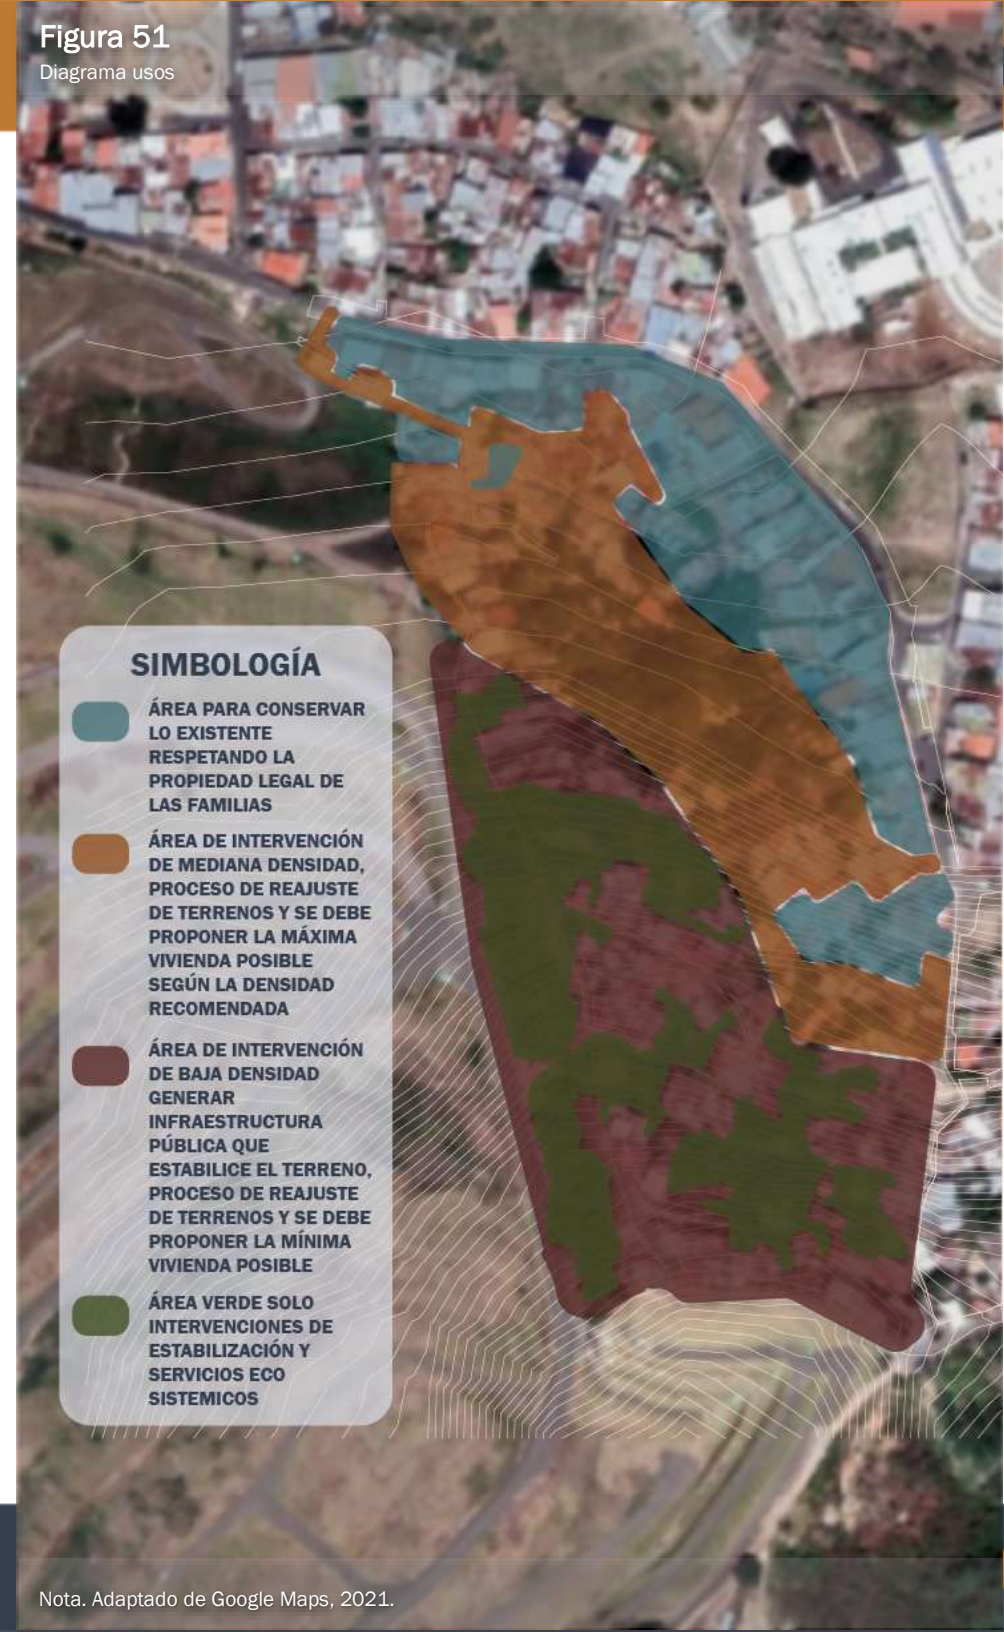 Figura 51
Diagrama usos
SIMBOLOGÍA
ÁREA PARA CONSERVAR
LO EXISTENTE
RESPETANDO LA
PROPIEDAD LEGAL DE
LAS FAMILIAS
ÁREA DE INTERVENCIÓN
DE MEDIANA DENSIDAD,
PROCESO DE REAJUSTE
DE TERRENOS Y SE DEBE
PROPONER LA MÁXIMA
VIVIENDA POSIBLE
SEGÚN LA DENSIDAD
RECOMENDADA
ÁREA DE INTERVENCIÓN
DE BAJA DENSIDAD
GENERAR
INFRAESTRUCTURA
PÚBLICA QUE
ESTABILICE EL TERRENO,
PROCESO DE REAJUSTE
DE TERRENOS Y SE DEBE
PROPONER LA MÍNIMA
VIVIENDA POSIBLE
ÁREA VERDE SOLO
INTERVENCIONES DE
ESTABILIZACIÓN Y
SERVICIOS ECO
SISTEMICOS
Nota. Adaptado de Google Maps, 2021.